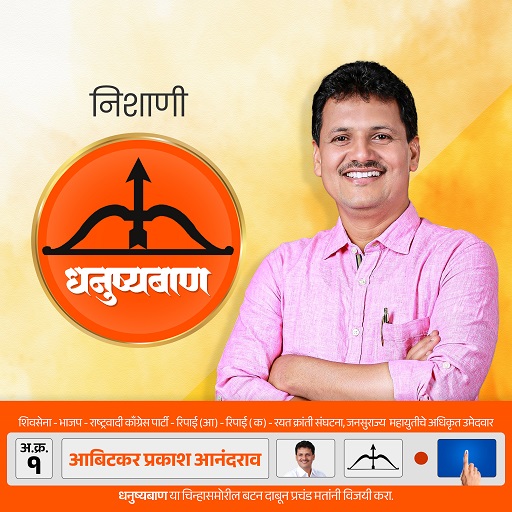 निशाणी
धनुष्यबाण
शिवसेना - भाजप - राष्ट्रवादी काँग्रेस पार्टी - रिपाई (आ) - रिपाई (क) - रयत क्रांती संघटना, जनसुराज्य महायुतीचे अधिकृत उमेदवार
अ.क्र.
१
आबिटकर प्रकाश आनंदराव
धनुष्यबाण या चिन्हासमोरील बटन दाबून प्रचंड मतांनी विजयी करा.